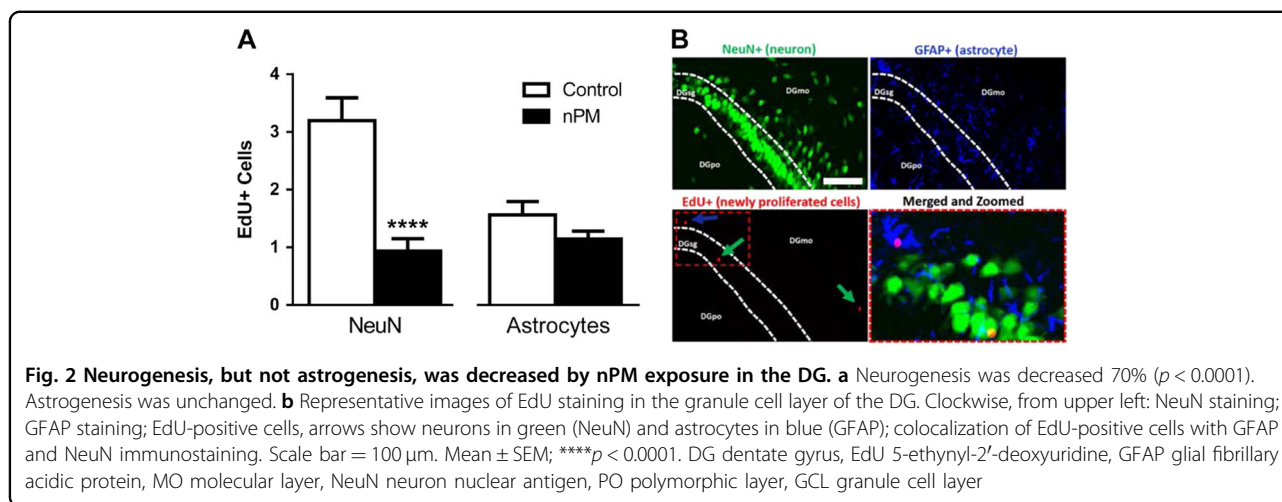 A
B
EdU+ Cells
4
3
2
1
0
Control
nPM
****
NeuN
Astrocytes
NeuN+ (neuron)
GFAP+ (astrocyte)
DGsg
DGmo
DGpo
DGsg
DGmo
DGpo
EdU+ (newly proliferated cells)
Merged and Zoomed
DGsg
DGmo
DGpo
Fig. 2 Neurogenesis, but not astrogenesis, was decreased by nPM exposure in the DG. a Neurogenesis was decreased 70% (p < 0.0001).
Astrogenesis was unchanged. b Representative images of EdU staining in the granule cell layer of the DG. Clockwise, from upper left: NeuN staining;
GFAP staining; EdU-positive cells, arrows show neurons in green (NeuN) and astrocytes in blue (GFAP); colocalization of EdU-positive cells with GFAP
and NeuN immunostaining. Scale bar = 100 μm. Mean ± SEM; ****p < 0.0001. DG dentate gyrus, EdU 5-ethynyl-2′-deoxyuridine, GFAP glial fibrillary
acidic protein, MO molecular layer, NeuN neuron nuclear antigen, PO polymorphic layer, GCL granule cell layer